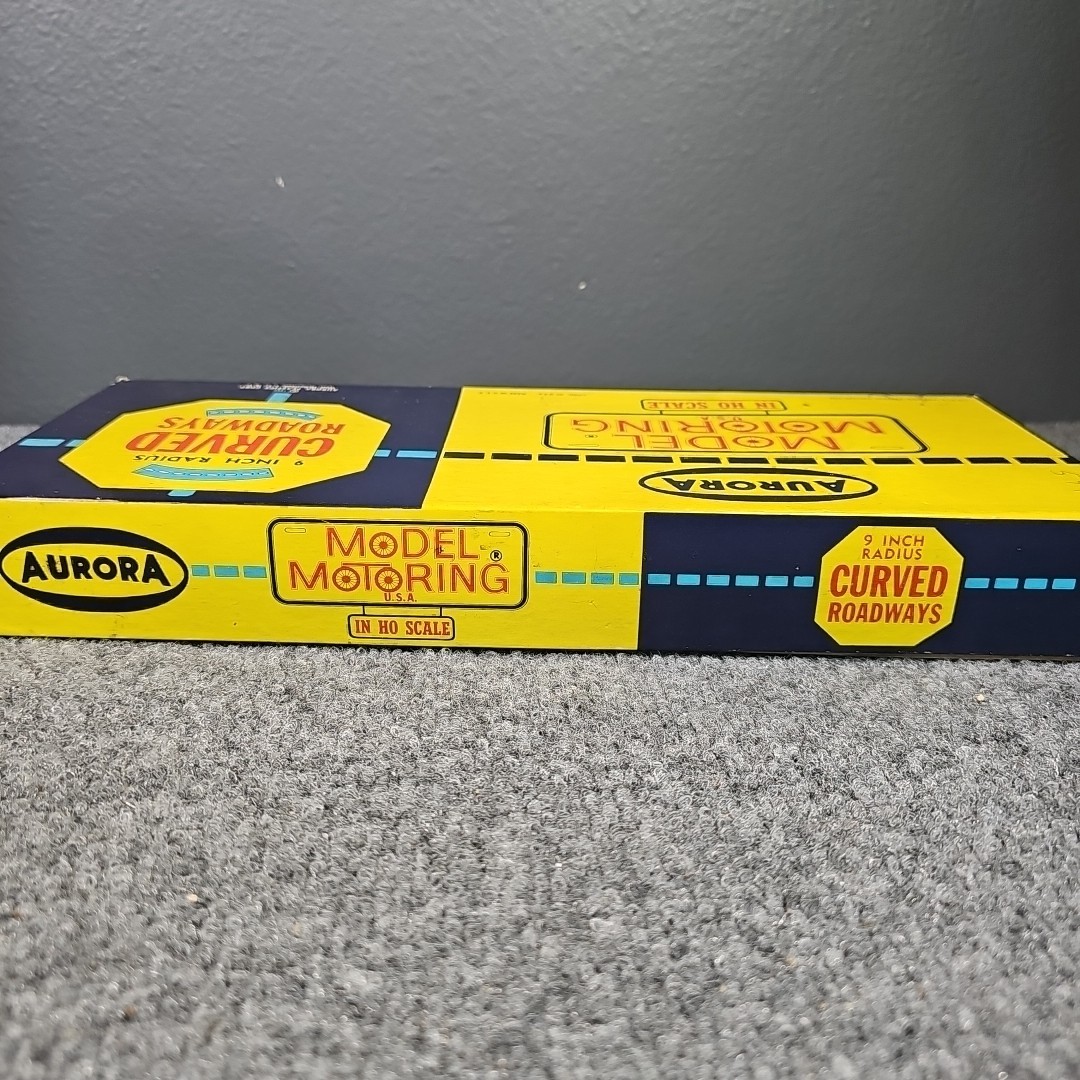 9 INCH RADIUS
CURVED
ROADWAYS
AURORA
MODEL
MOTORING
U.S.
IN HO SCALE
AURORA
MODEL
MOTORING®
U.S.A.
IN HO SCALE
9 INCH
RADIUS
CURVED
ROADWAYS